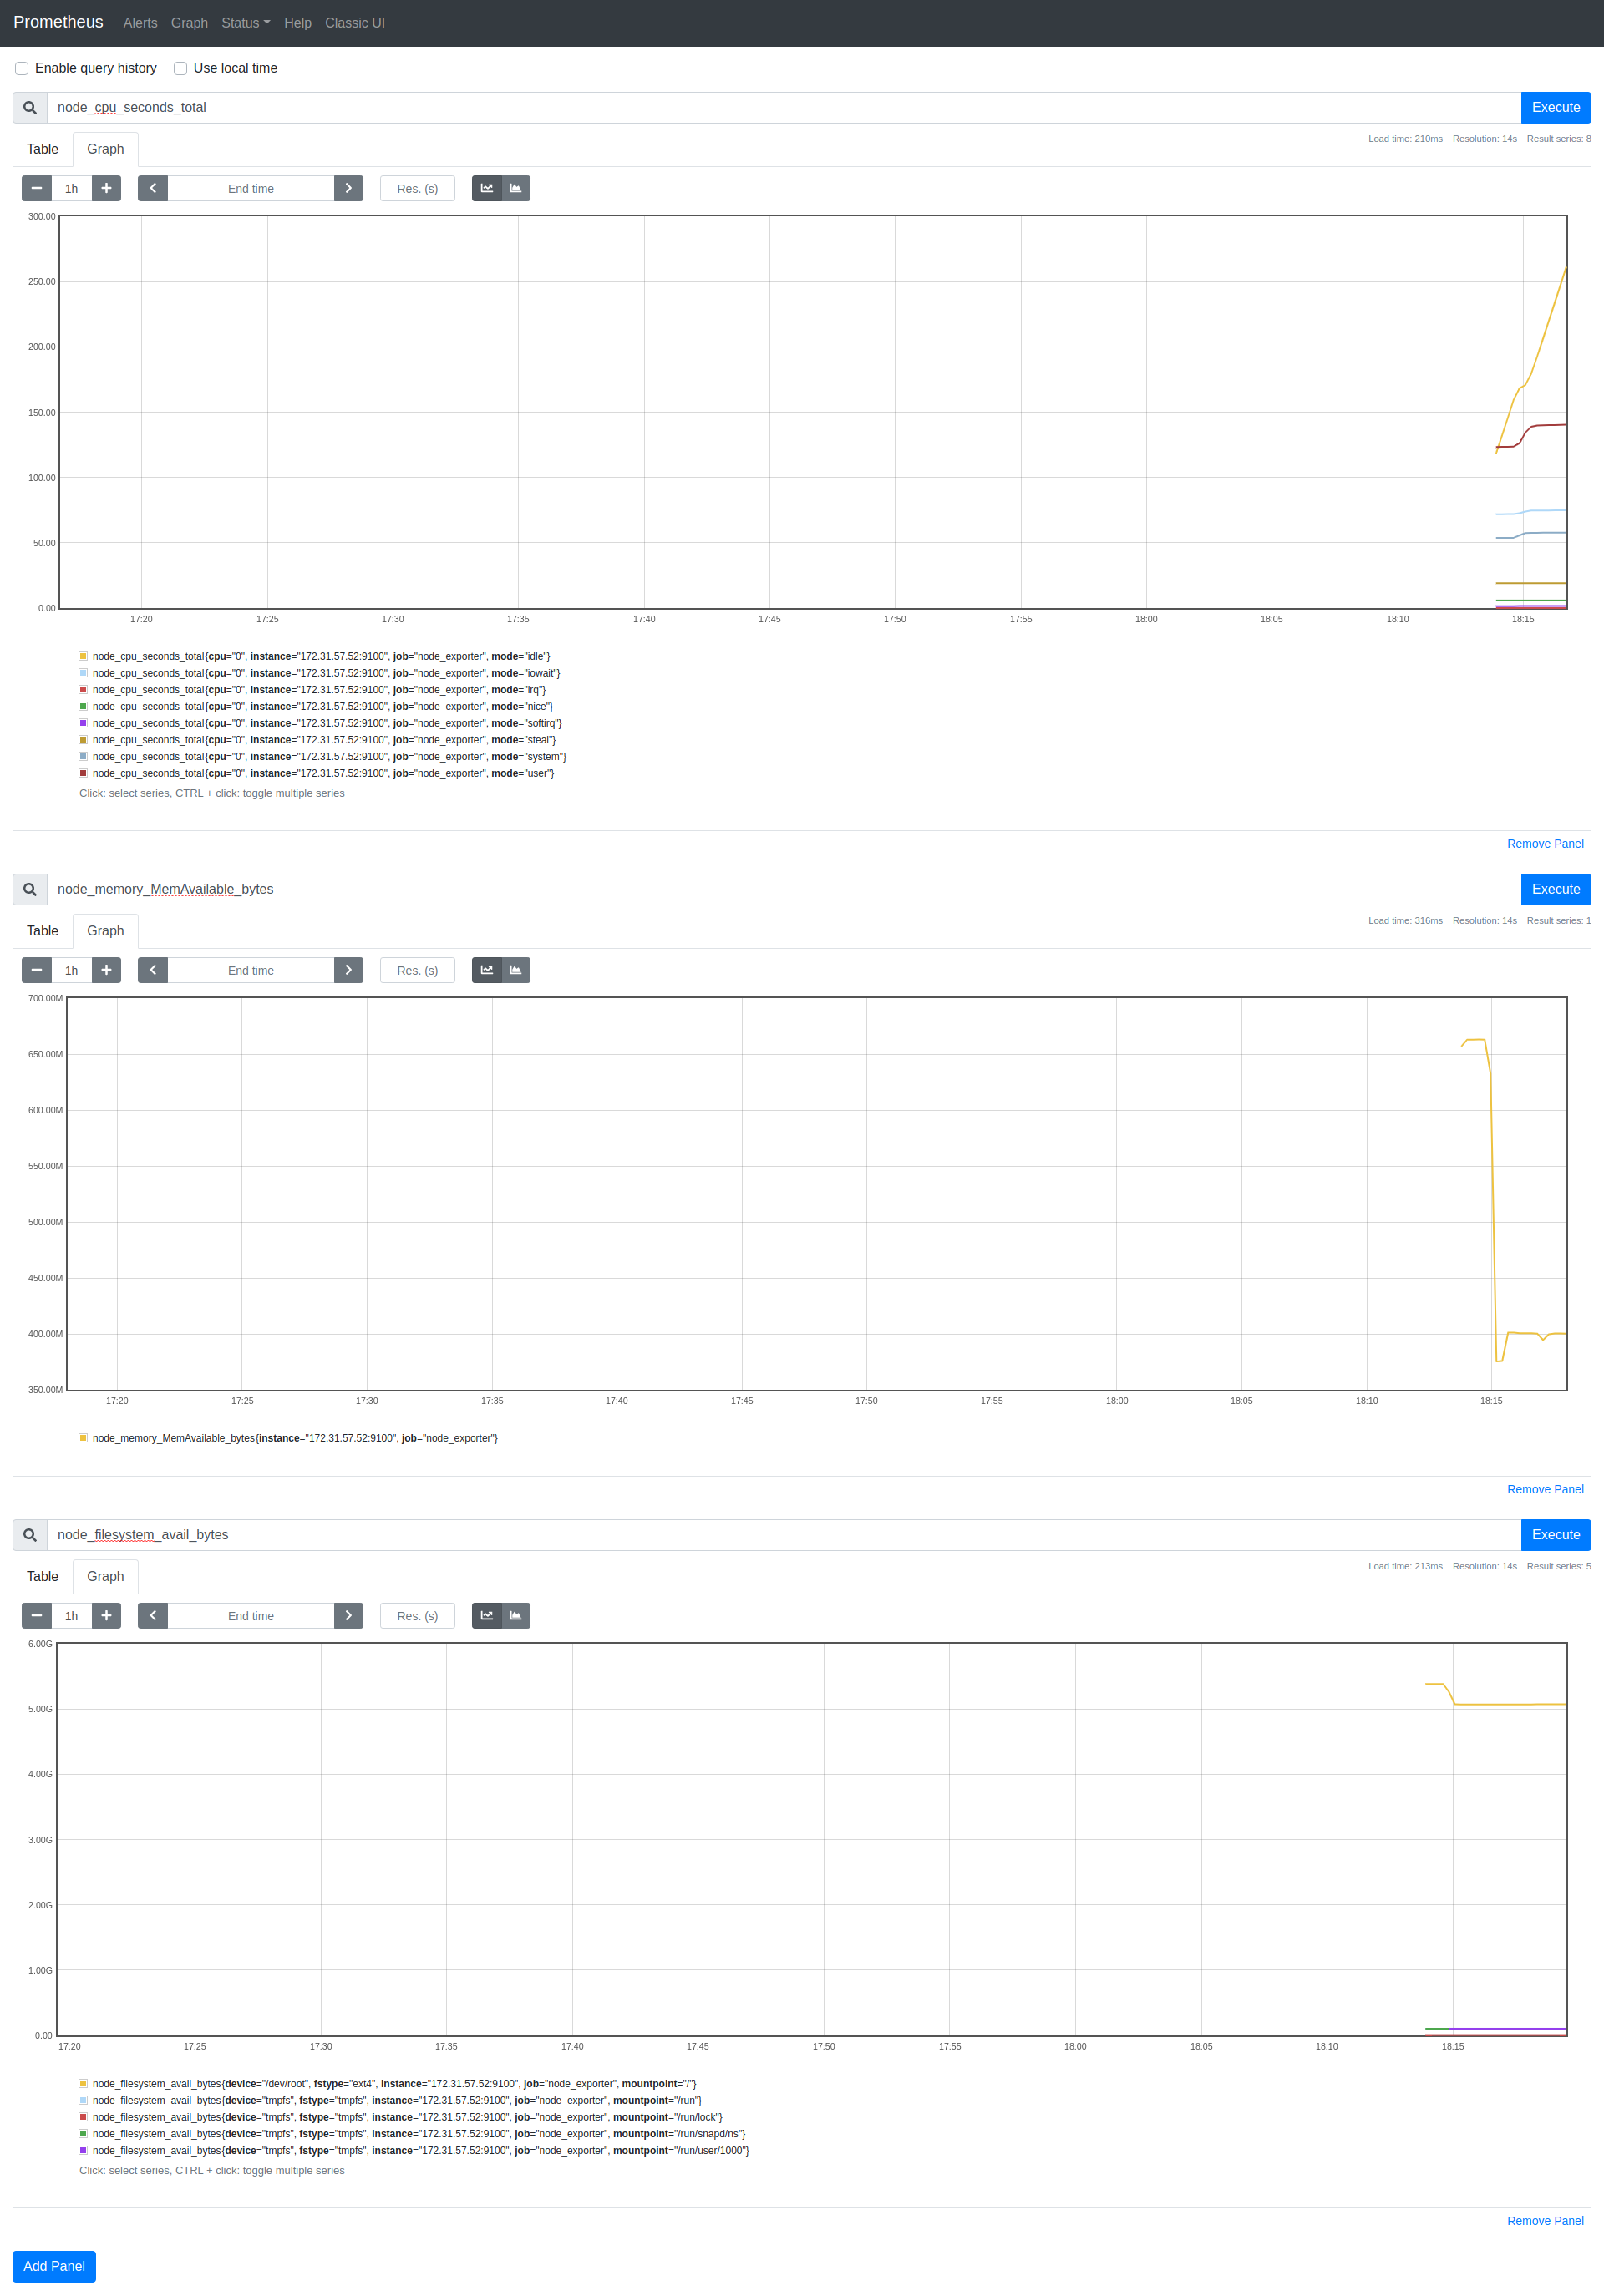 Prometheus Alerts Graph Status Help Classic UI
Enable query history Use local time
node_cpu_seconds_total Execute
Table Graph Load time: 210ms Resolution: 14s Result series: 8
1h End time Res. (s)
300.00
250.00
200.00
150.00
100.00
50.00
0.00
17:20 17:25 17:30 17:35 17:40 17:45 17:50 17:55 18:00 18:05 18:10 18:15
node_cpu_seconds_total{cpu="0", instance="172.31.57.52:9100", job="node_exporter", mode="idle"}
node_cpu_seconds_total{cpu="0", instance="172.31.57.52:9100", job="node_exporter", mode="iowait"}
node_cpu_seconds_total{cpu="0", instance="172.31.57.52:9100", job="node_exporter", mode="irq"}
node_cpu_seconds_total{cpu="0", instance="172.31.57.52:9100", job="node_exporter", mode="nice"}
node_cpu_seconds_total{cpu="0", instance="172.31.57.52:9100", job="node_exporter", mode="softirq"}
node_cpu_seconds_total{cpu="0", instance="172.31.57.52:9100", job="node_exporter", mode="steal"}
node_cpu_seconds_total{cpu="0", instance="172.31.57.52:9100", job="node_exporter", mode="system"}
node_cpu_seconds_total{cpu="0", instance="172.31.57.52:9100", job="node_exporter", mode="user"}
Click: select series, CTRL + click: toggle multiple series
Remove Panel
node_memory_MemAvailable_bytes Execute
Table Graph Load time: 316ms Resolution: 14s Result series: 1
1h End time Res. (s)
700.00M
650.00M
600.00M
550.00M
500.00M
450.00M
400.00M
350.00M
17:20 17:25 17:30 17:35 17:40 17:45 17:50 17:55 18:00 18:05 18:10 18:15
node_memory_MemAvailable_bytes{instance="172.31.57.52:9100", job="node_exporter"}
Remove Panel
node_filesystem_avail_bytes Execute
Table Graph Load time: 213ms Resolution: 14s Result series: 5
1h End time Res. (s)
6.00G
5.00G
4.00G
3.00G
2.00G
1.00G
0.00
17:20 17:25 17:30 17:35 17:40 17:45 17:50 17:55 18:00 18:05 18:10 18:15
node_filesystem_avail_bytes{device="/dev/root", fstype="ext4", instance="172.31.57.52:9100", job="node_exporter", mountpoint="/"}
node_filesystem_avail_bytes{device="tmpfs", fstype="tmpfs", instance="172.31.57.52:9100", job="node_exporter", mountpoint="/run"}
node_filesystem_avail_bytes{device="tmpfs", fstype="tmpfs", instance="172.31.57.52:9100", job="node_exporter", mountpoint="/run/lock"}
node_filesystem_avail_bytes{device="tmpfs", fstype="tmpfs", instance="172.31.57.52:9100", job="node_exporter", mountpoint="/run/snapd/ns"}
node_filesystem_avail_bytes{device="tmpfs", fstype="tmpfs", instance="172.31.57.52:9100", job="node_exporter", mountpoint="/run/user/1000"}
Click: select series, CTRL + click: toggle multiple series
Remove Panel
Add Panel